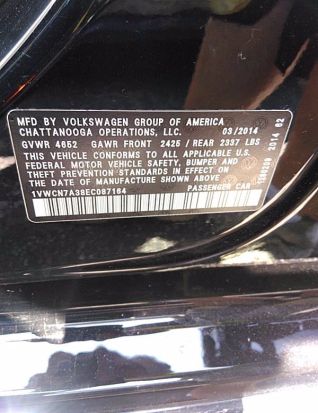 MFD BY VOLKSWAGEN GROUP OF AMERICA
CHATTANOOGA OPERATIONS, LLC. 03/2014
GVWR 4652 GAWR FRONT 2425 / REAR 2337 LBS
THIS VEHICLE CONFORMS TO ALL APPLICABLE U.S.
FEDERAL MOTOR VEHICLE SAFETY, BUMPER AND
THEFT PREVENTION STANDARDS IN EFFECT ON
THE DATE OF MANUFACTURE SHOWN ABOVE
1VWCN7A38EC087164 PASSENGER CAR
2014 02